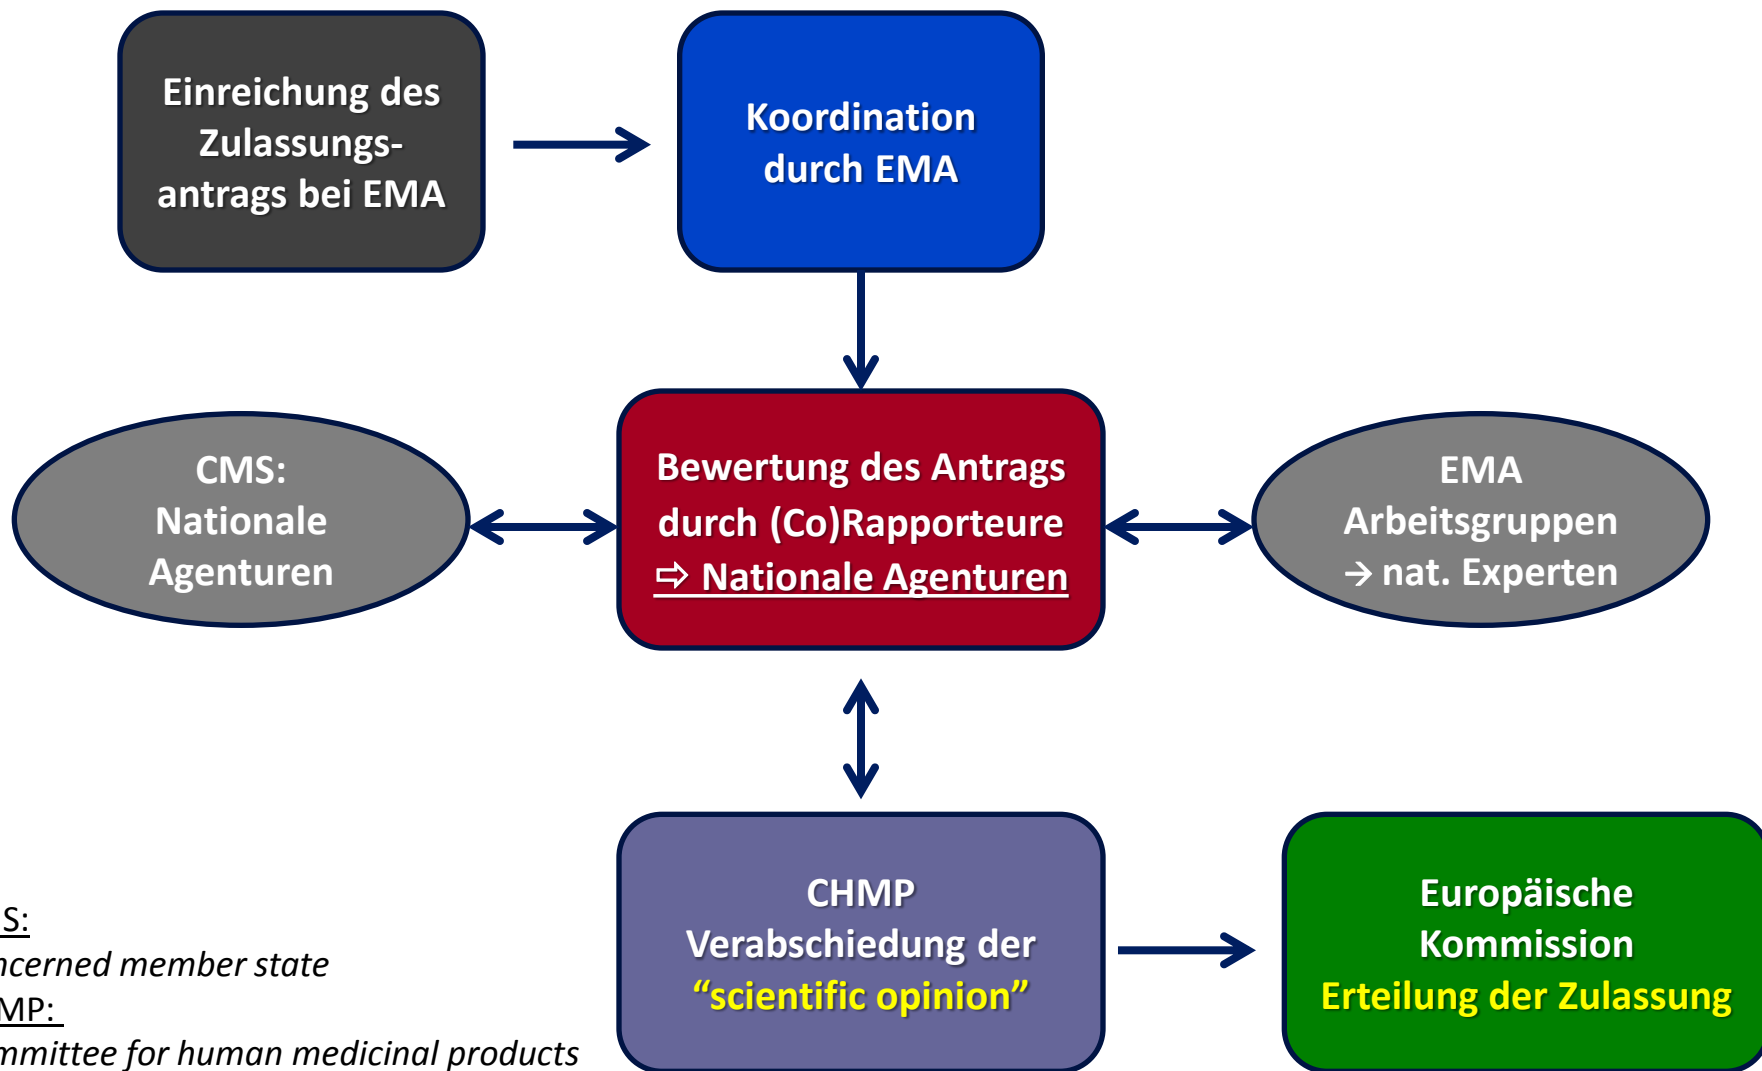 Einreichung des
Zulassungs-
antrags bei EMA
Koordination
durch EMA
CMS:
Nationale
Agenturen
Bewertung des Antrags
durch (Co)Rapporteure
⇨ Nationale Agenturen
EMA
Arbeitsgruppen
→ nat. Experten
CHMP
Verabschiedung der
“scientific opinion”
Europäische
Kommission
Erteilung der Zulassung
S:
ncerned member state
MP:
mmittee for human medicinal products